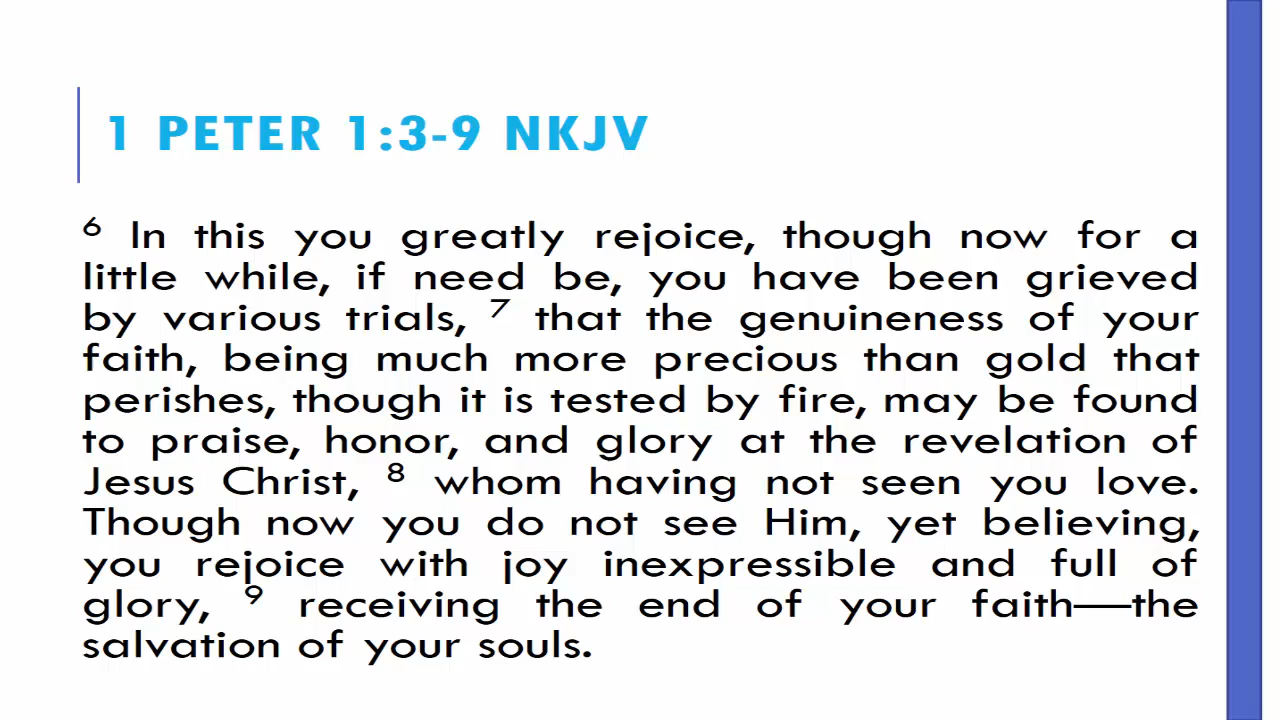 1 PETER 1:3-9 NKJV
6 In this you greatly rejoice, though now for a
little while, if need be, you have been grieved
by various trials, 7 that the genuineness of your
faith, being much more precious than gold that
perishes, though it is tested by fire, may be found
to praise, honor, and glory at the revelation of
Jesus Christ, 8 whom having not seen you love.
Though now you do not see Him, yet believing,
you rejoice with joy inexpressible and full of
glory, 9 receiving the end of your faith—the
salvation of your souls.